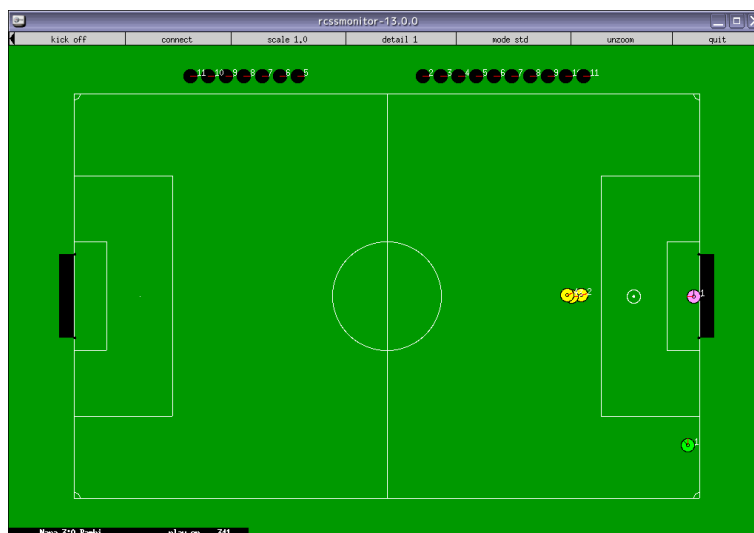 rcssmonitor-13.0.0
kick off connect scale 1.0 detail 1 mode std unzoom quit
11 10 9 8 7 6 5 2 3 4 5 6 7 8 9 10 11
2 1
1
play_on 341